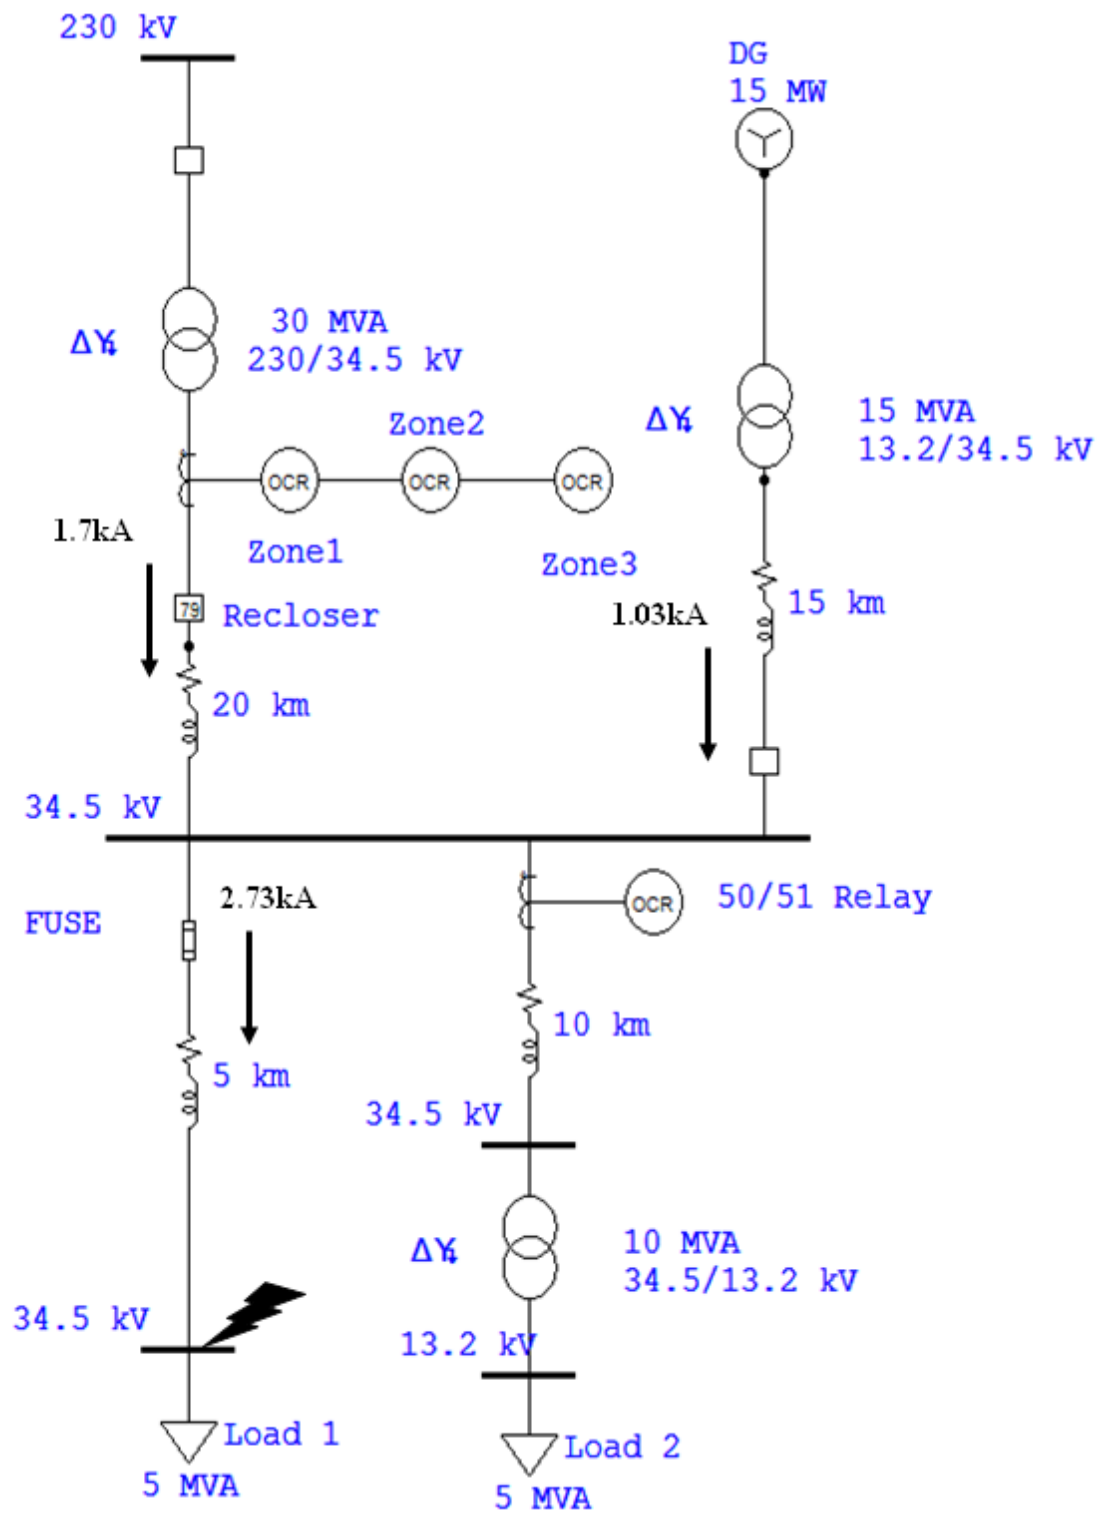 230 kV
DG
15 MW
ΔY
30 MVA
230/34.5 kV
ΔY
15 MVA
13.2/34.5 kV
Zone2
OCR
OCR
OCR
Zone1
Zone3
1.7kA
79
Recloser
20 km
15 km
1.03kA
34.5 kV
FUSE
2.73kA
OCR
50/51 Relay
5 km
10 km
34.5 kV
ΔY
10 MVA
34.5/13.2 kV
34.5 kV
13.2 kV
Load 1
5 MVA
Load 2
5 MVA